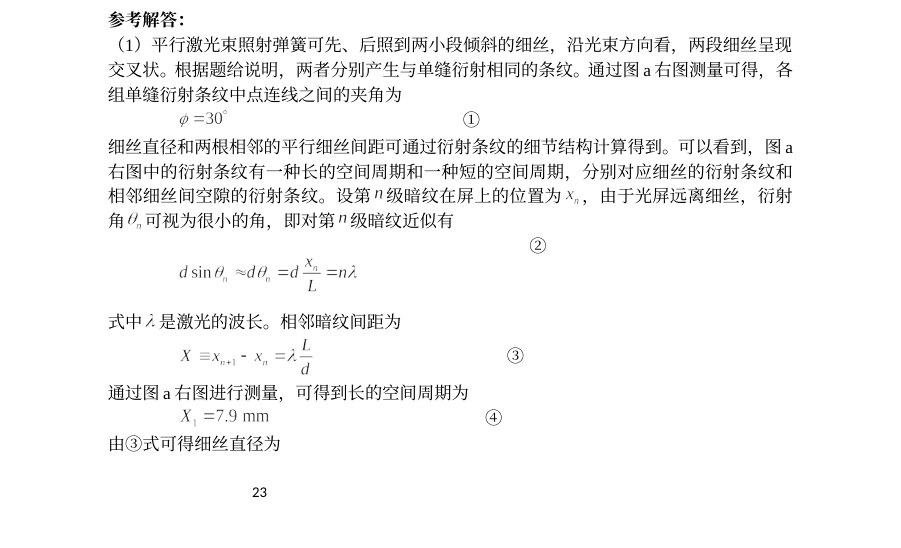 参考解答：
（1）平行激光束照射弹簧可先、后照到两小段倾斜的细丝，沿光束方向看，两段细丝呈现
交叉状。根据题给说明，两者分别产生与单缝衍射相同的条纹。通过图 a 右图测量可得，各
组单缝衍射条纹中点连线之间的夹角为
φ =30° ①
细丝直径和两根相邻的平行细丝间距可通过衍射条纹的细节结构计算得到。可以看到，图 a
右图中的衍射条纹有一种长的空间周期和一种短的空间周期，分别对应细丝的衍射条纹和
相邻细丝间空隙的衍射条纹。设第 n 级暗纹在屏上的位置为 xₙ，由于光屏远离细丝，衍射
角 θₙ 可视为很小的角，即对第 n 级暗纹近似有
②
d sin θₙ ≈dθₙ =d xₙ/L =nλ
式中 λ 是激光的波长。相邻暗纹间距为
X ≡xₙ₊₁ - xₙ =λ L/d ③
通过图 a 右图进行测量，可得到长的空间周期为
X₁ =7.9 mm ④
由③式可得细丝直径为
23